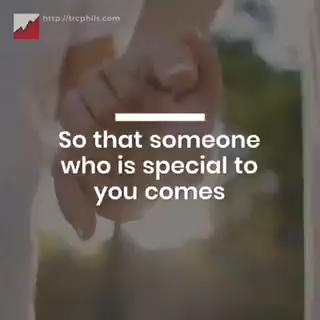 http://trcphils.com
So that someone
who is special to
you comes